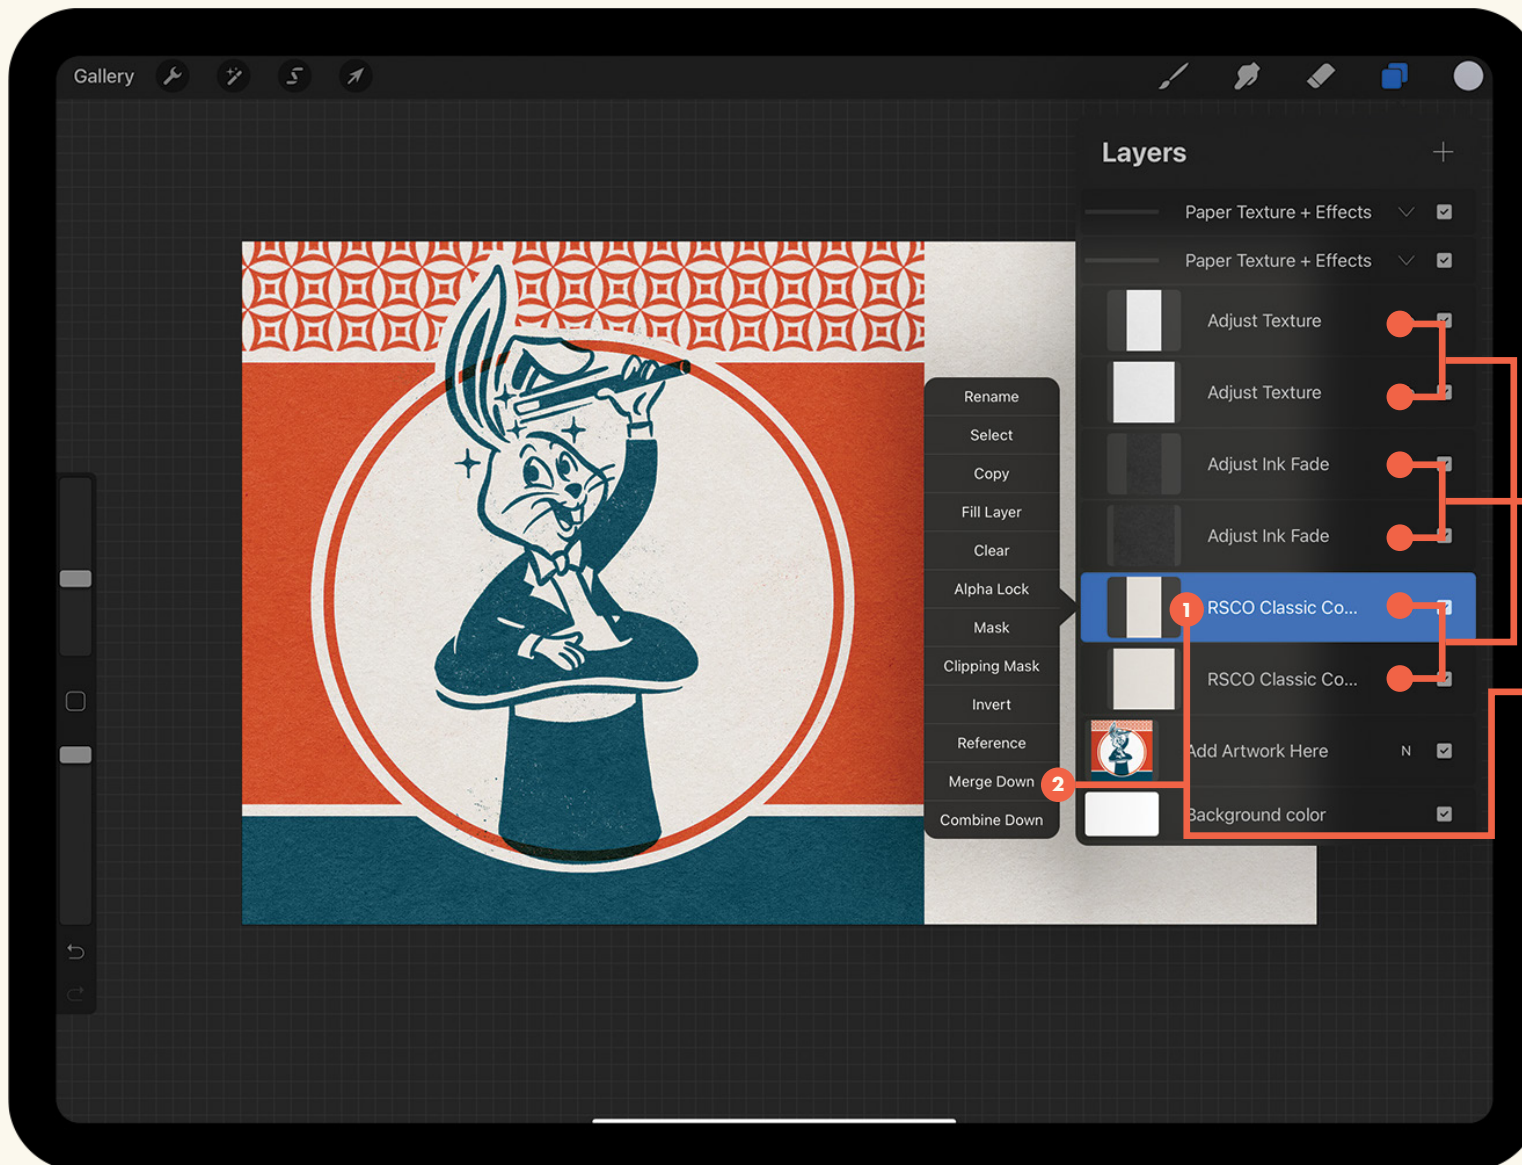 Gallery
Layers
Paper Texture + Effects
Paper Texture + Effects
Adjust Texture
Adjust Texture
Adjust Ink Fade
Adjust Ink Fade
1 RSCO Classic Co...
RSCO Classic Co...
Add Artwork Here N
Background color
Rename
Select
Copy
Fill Layer
Clear
Alpha Lock
Mask
Clipping Mask
Invert
Reference
Merge Down 2
Combine Down